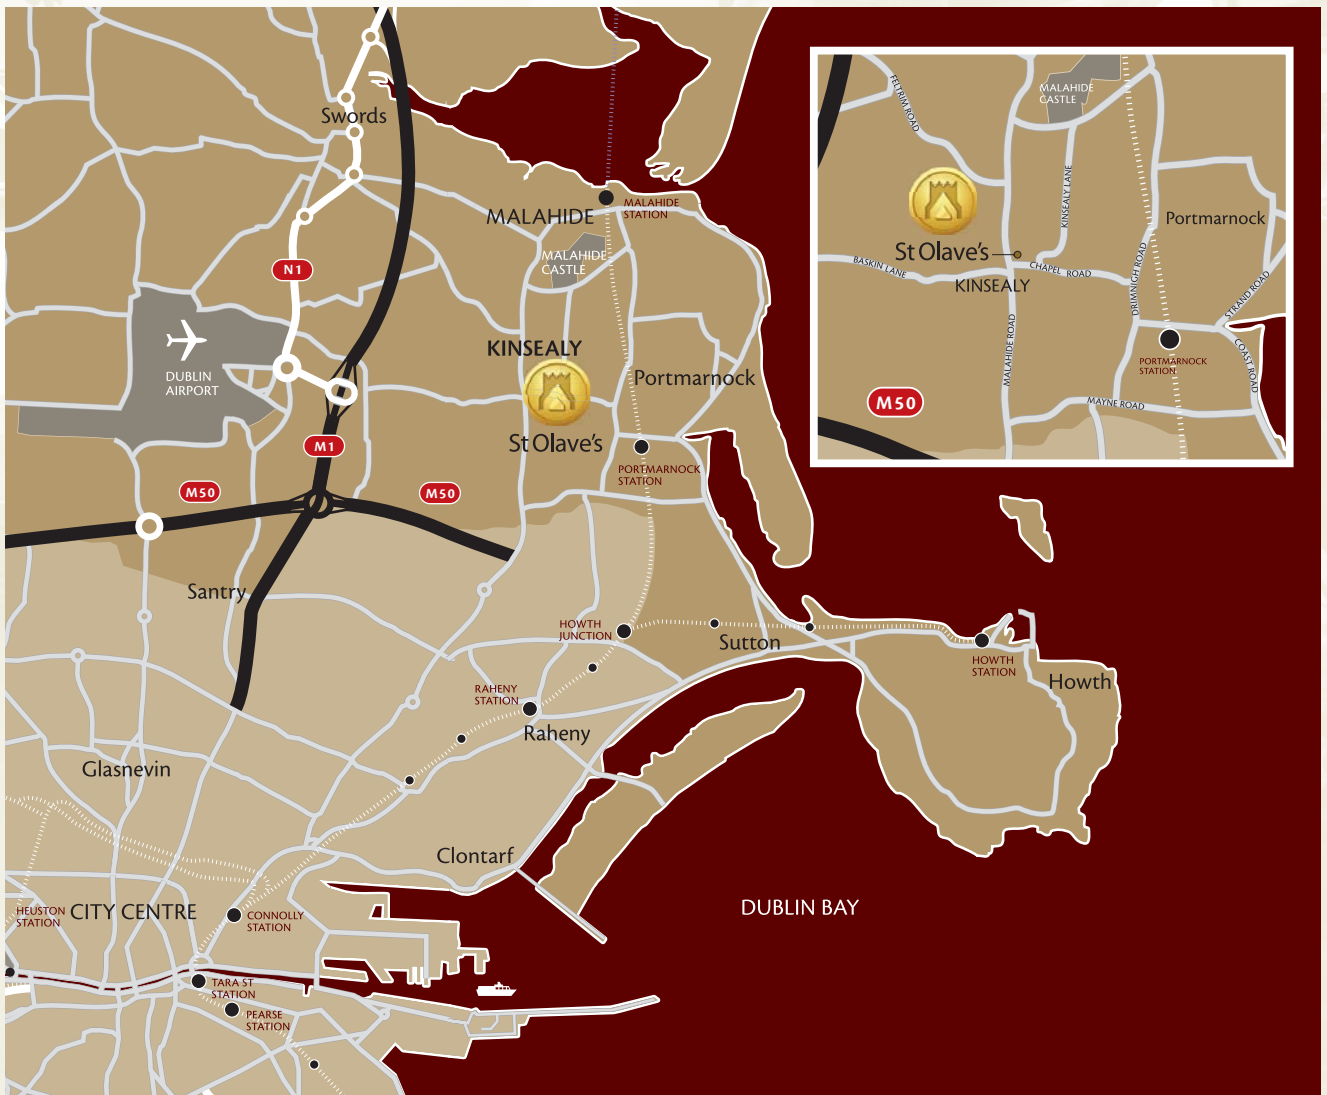 Swords
MALAHIDE
MALAHIDE
STATION
MALAHIDE
CASTLE
N1
DUBLIN
AIRPORT
KINSEALY
Portmarnock
St Olave's
M1
PORTMARNOCK
STATION
M50
M50
Santry
HOWTH
JUNCTION
Sutton
HOWTH
STATION
Howth
RAHENY
STATION
Raheny
Glasnevin
Clontarf
HEUSTON
STATION
CITY CENTRE
CONNOLLY
STATION
DUBLIN BAY
TARA ST
STATION
PEARSE
STATION
FELTRIM ROAD
MALAHIDE
CASTLE
KINSEALY LANE
Portmarnock
St Olave's
BASKIN LANE
CHAPEL ROAD
KINSEALY
DRIMNIGH ROAD
STRAND ROAD
MALAHIDE ROAD
PORTMARNOCK
STATION
COAST ROAD
M50
MAYNE ROAD